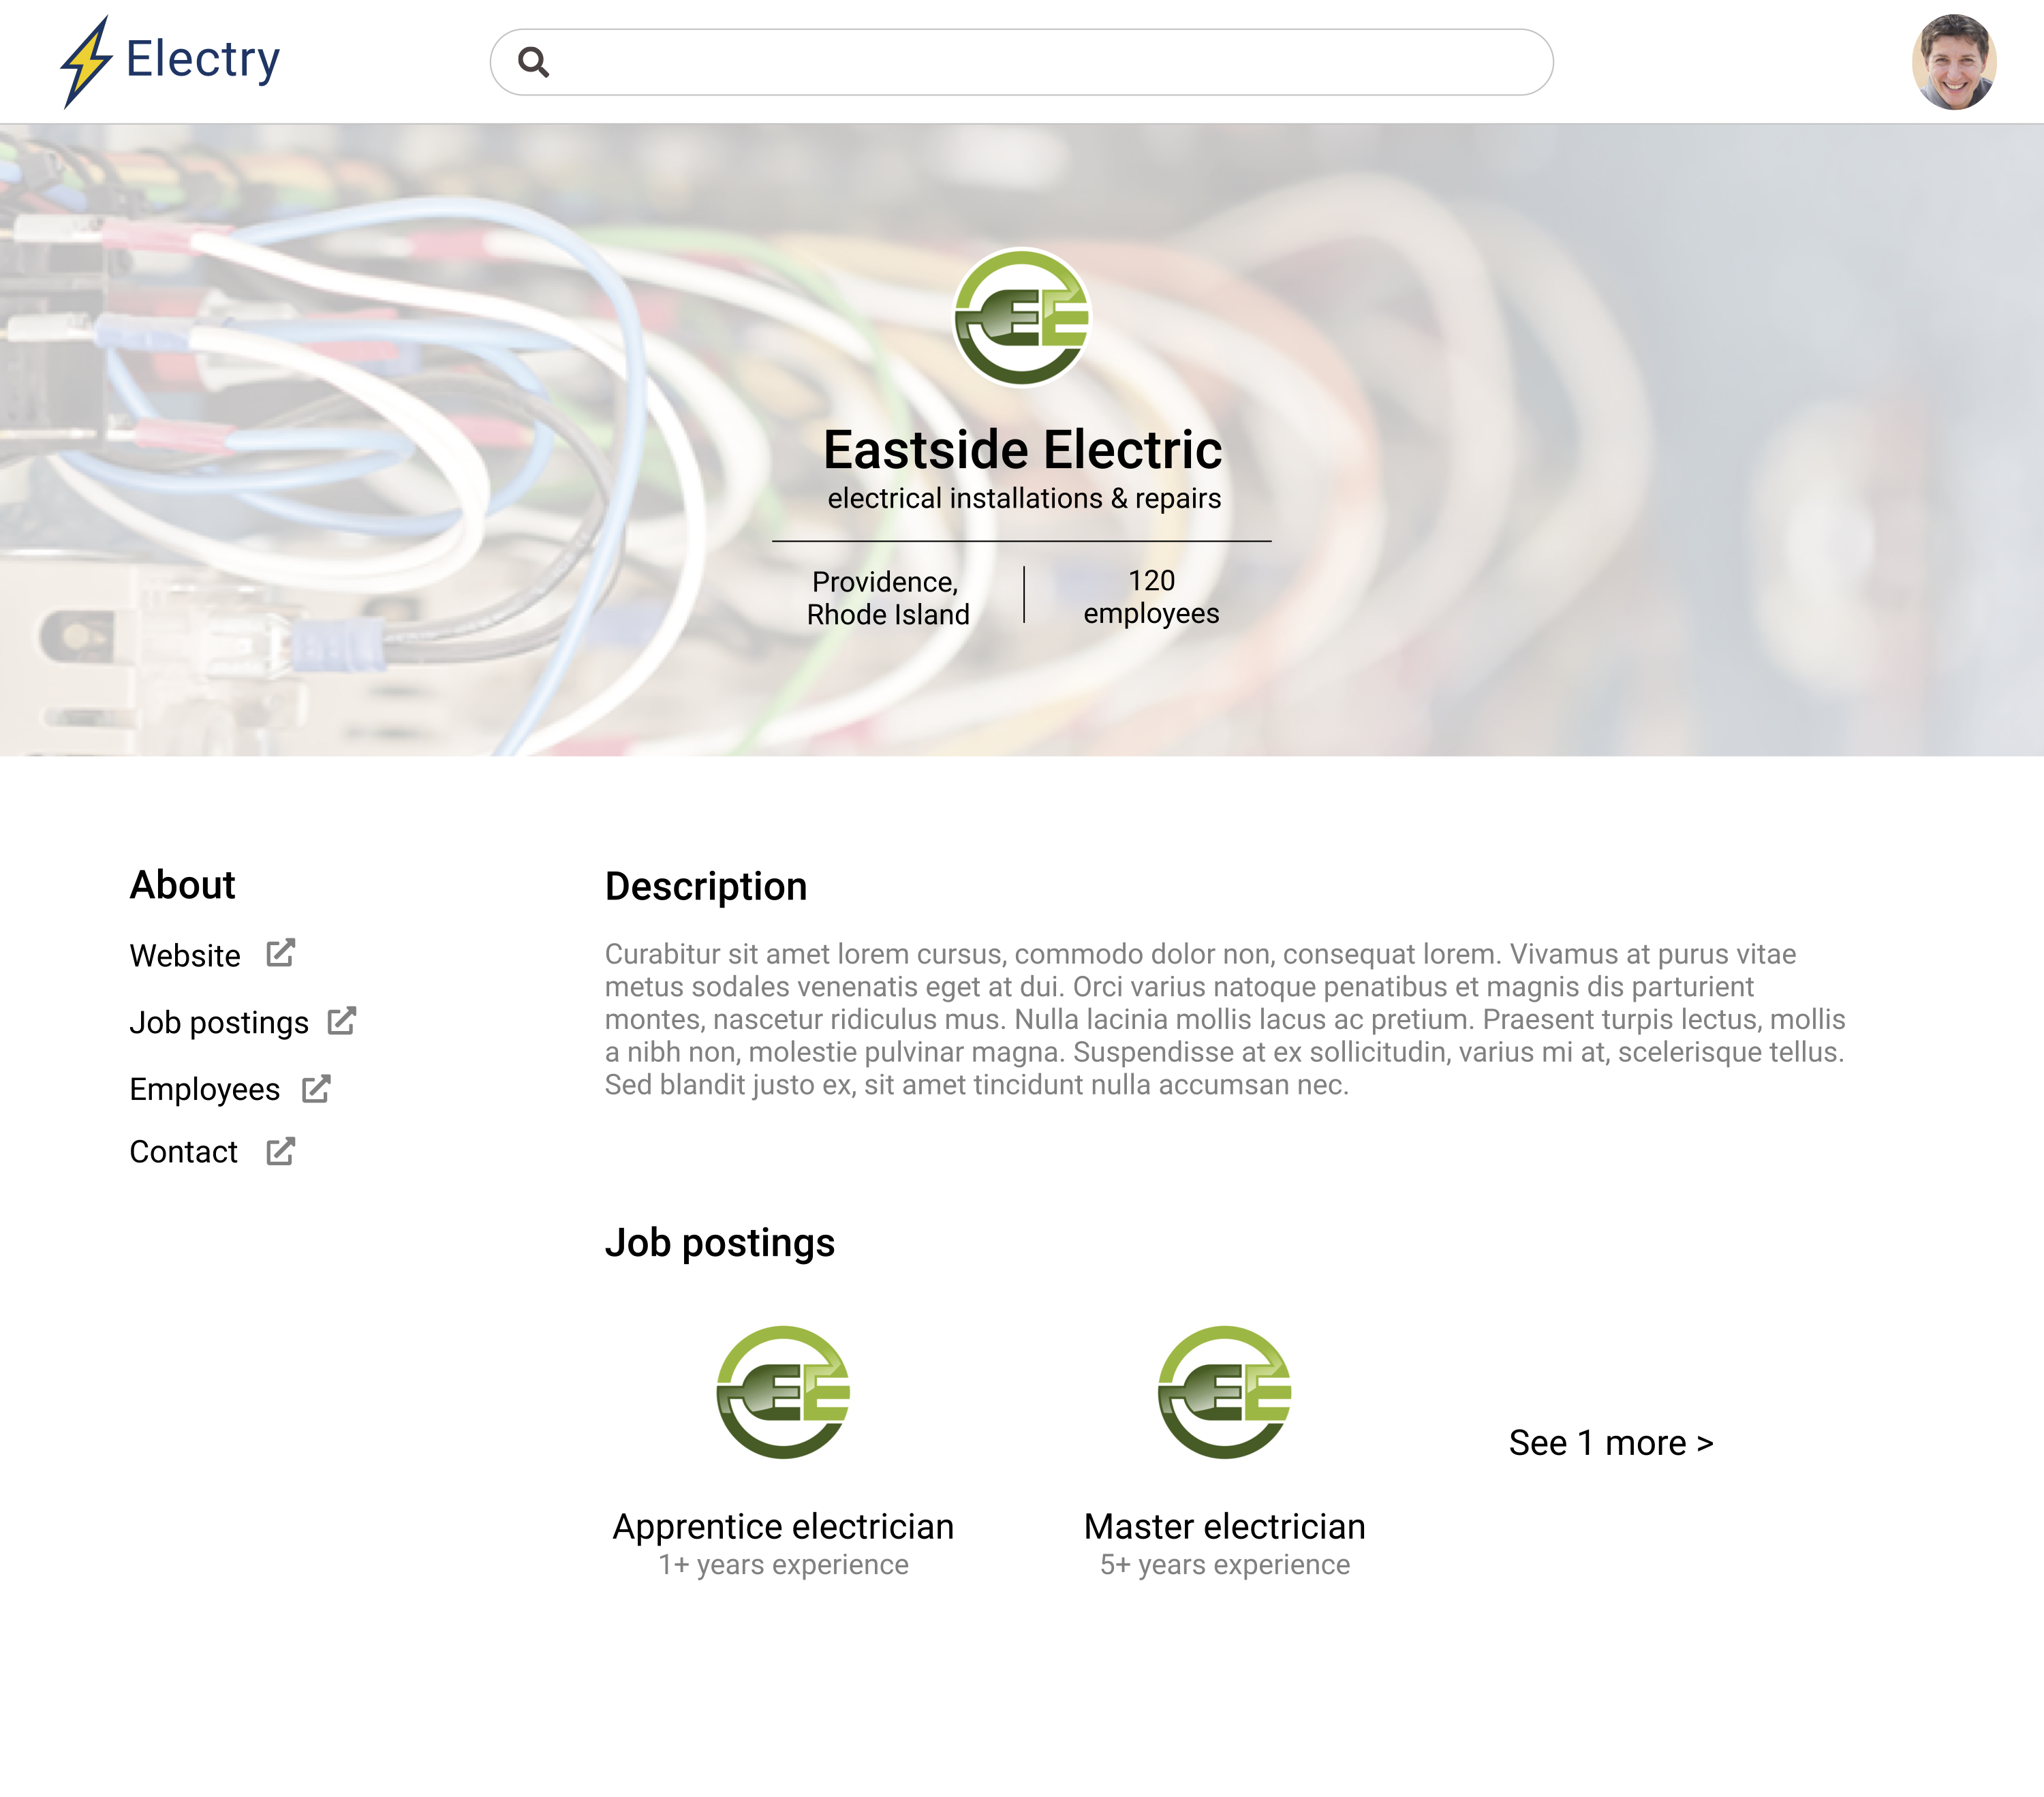 Electry
Eastside Electric
electrical installations & repairs
Providence,
Rhode Island
120
employees
About
Website
Job postings
Employees
Contact
Description
Curabitur sit amet lorem cursus, commodo dolor non, consequat lorem. Vivamus at purus vitae
metus sodales venenatis eget at dui. Orci varius natoque penatibus et magnis dis parturient
montes, nascetur ridiculus mus. Nulla lacinia mollis lacus ac pretium. Praesent turpis lectus, mollis
a nibh non, molestie pulvinar magna. Suspendisse at ex sollicitudin, varius mi at, scelerisque tellus.
Sed blandit justo ex, sit amet tincidunt nulla accumsan nec.
Job postings
EE
EE
EE
Apprentice electrician
1+ years experience
Master electrician
5+ years experience
See 1 more >